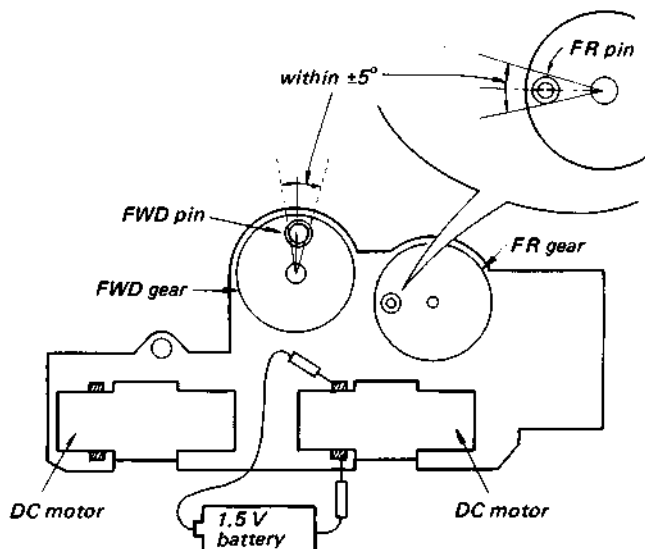 FR pin
within ±5°
FWD pin
FR gear
FWD gear
DC motor
1.5 V
battery
DC motor